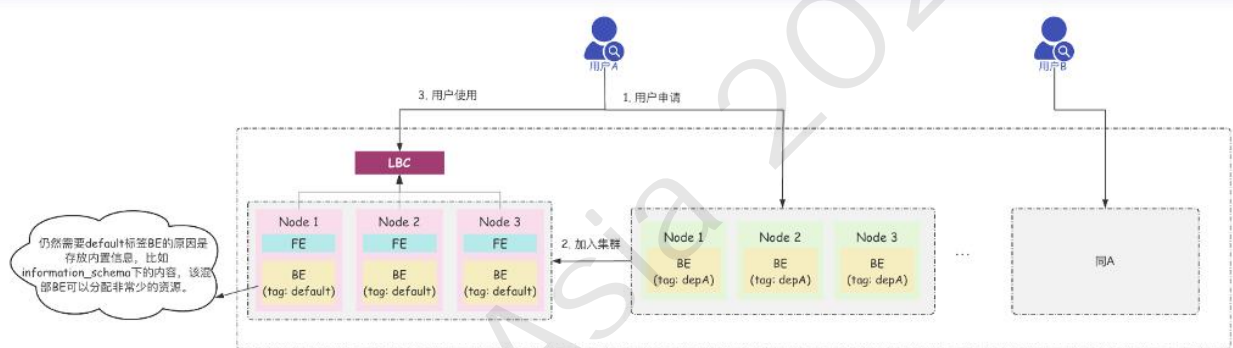 用户A
用户B
3, 用户使用
1, 用户申请
LBC
Node 1
FE
BE
(tag: default)
Node 2
FE
BE
(tag: default)
Node 3
FE
BE
(tag: default)
仍然需要default标签BE的原因是
存放内置信息，比如
information_schema下的内容，该混
部BE可以分配非常少的资源。
2, 加入集群
Node 1
BE
(tag: depA)
Node 2
BE
(tag: depA)
Node 3
BE
(tag: depA)
...
同A
Asia 202